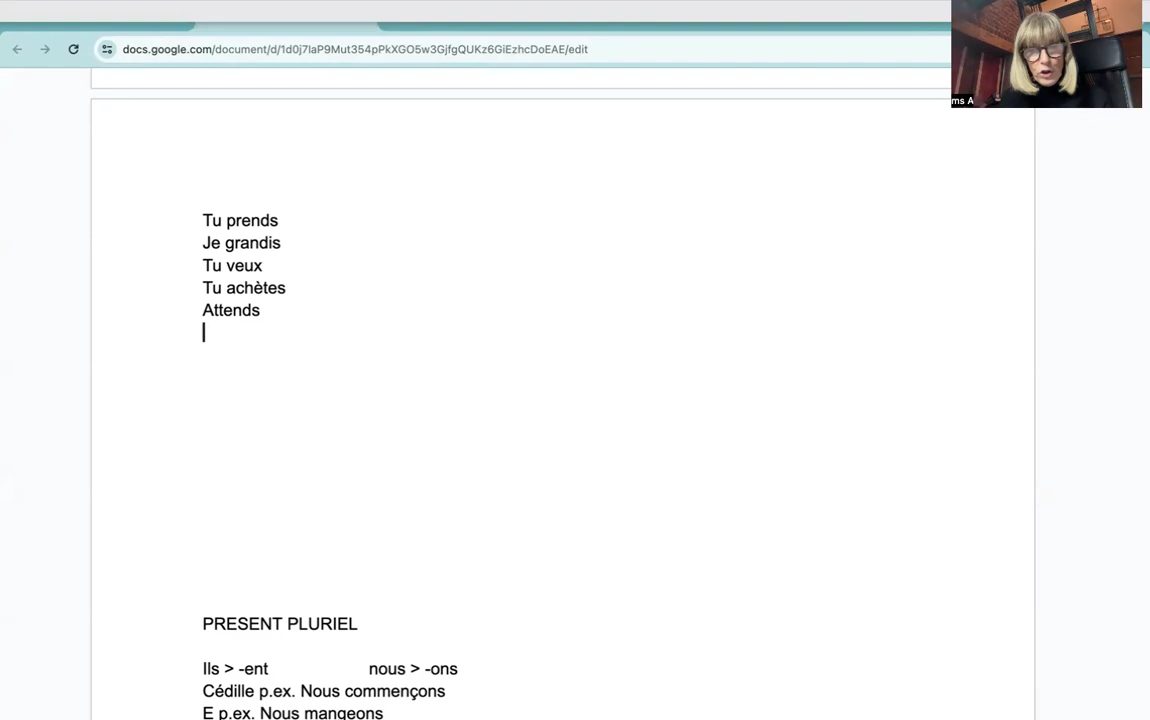 docs.google.com/document/d/1d0j7laP9Mut354pPkXGO5w3GjfgQUKz6GiEzhcDoEAE/edit
ms A
Tu prends
Je grandis
Tu veux
Tu achètes
Attends
PRESENT PLURIEL
Ils > -ent nous > -ons
Cédille p.ex. Nous commençons
E p.ex. Nous mangeons